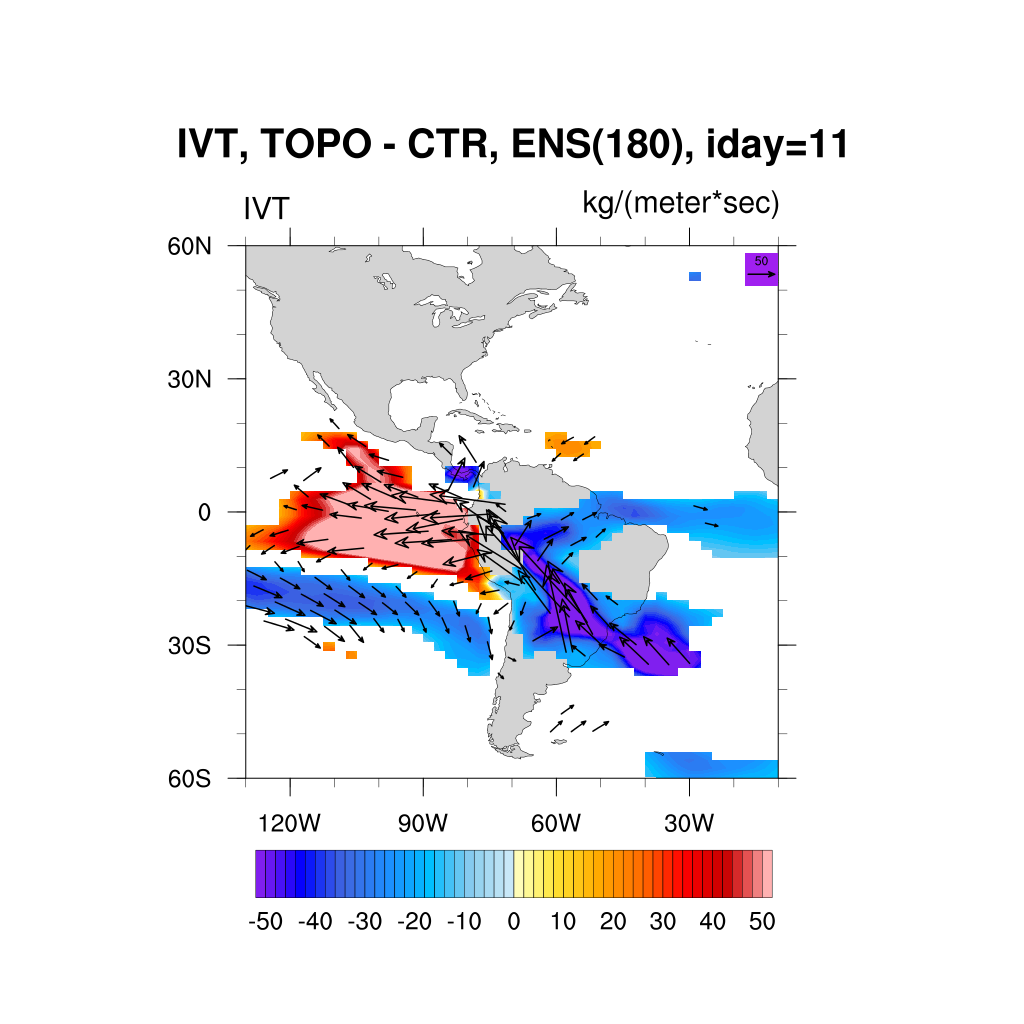 IVT, TOPO - CTR, ENS(180), iday=11
IVT kg/(meter*sec)
60N
50
30N
0
30S
60S
120W 90W 60W 30W
-50 -40 -30 -20 -10 0 10 20 30 40 50